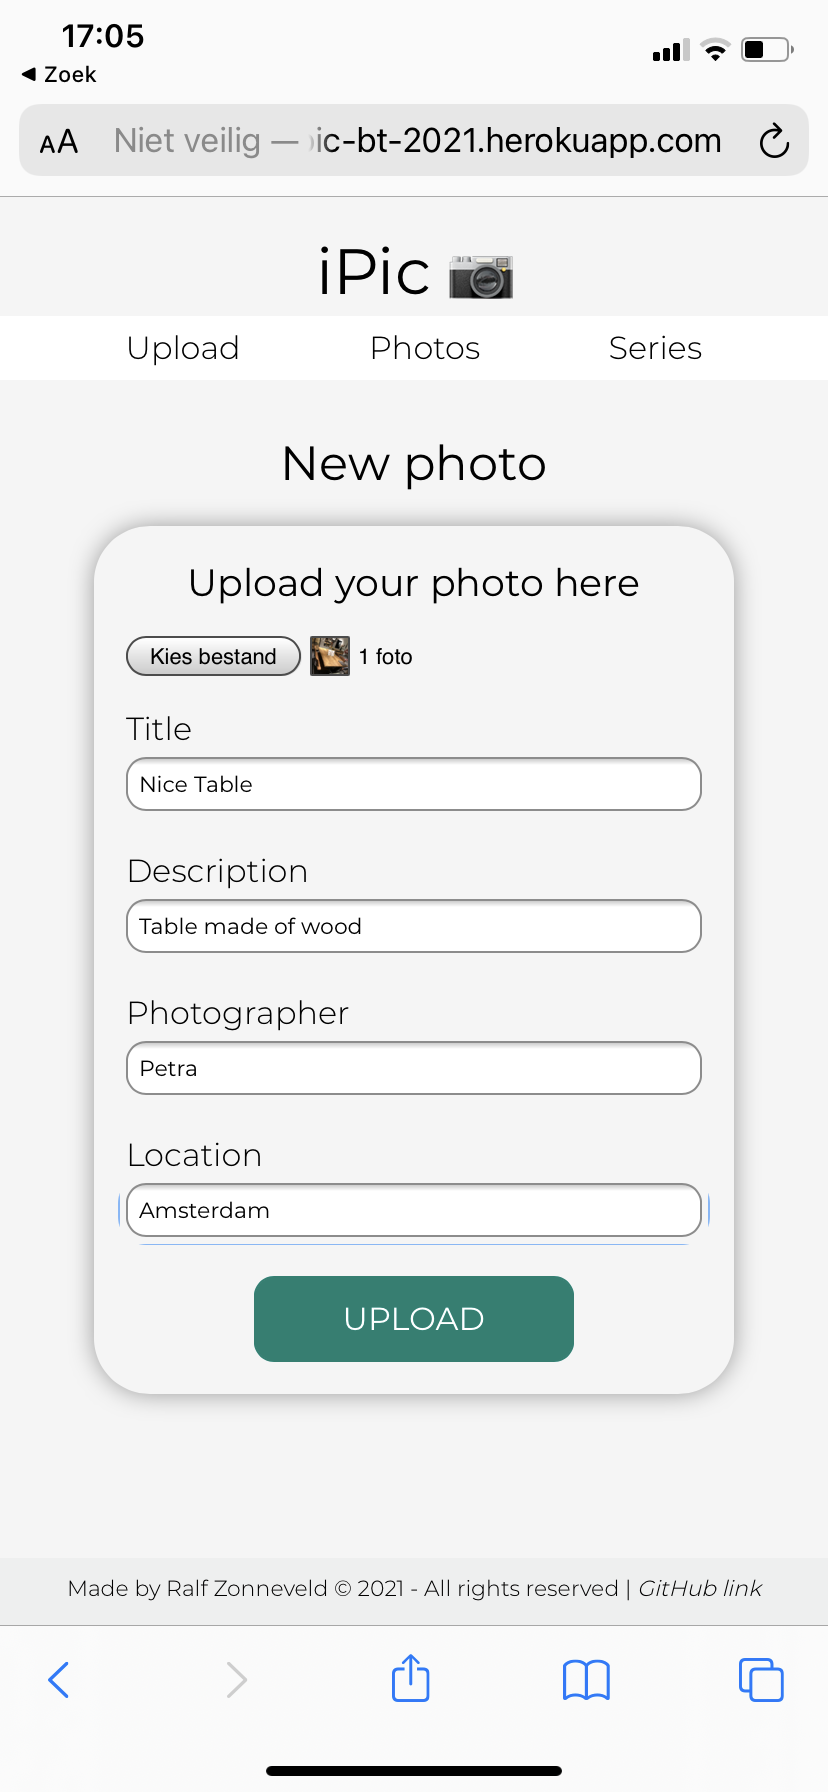 17:05
◀ Zoek
AA Niet veilig — ic-bt-2021.herokuapp.com
iPic
Upload Photos Series
New photo
Upload your photo here
Kies bestand 1 foto
Title
Nice Table
Description
Table made of wood
Photographer
Petra
Location
Amsterdam
UPLOAD
Made by Ralf Zonneveld © 2021 - All rights reserved | GitHub link